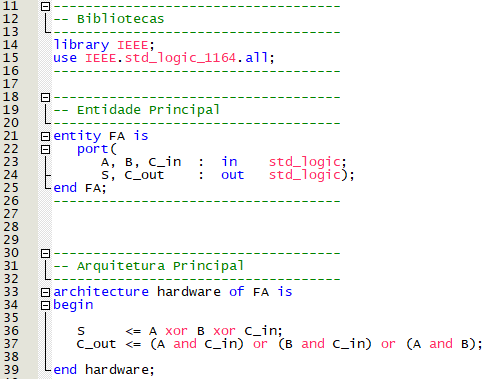 11 ------------------------------------
12 -- Bibliotecas
13 ------------------------------------
14 library IEEE;
15 use IEEE.std_logic_1164.all;
16 ------------------------------------
17
18 ------------------------------------
19 -- Entidade Principal
20 ------------------------------------
21 entity FA is
22    port(
23       A, B, C_in  :  in    std_logic;
24       S, C_out    :  out   std_logic);
25 end FA;
26 ------------------------------------
27
28
29
30 ------------------------------------
31 -- Arquitetura Principal
32 ------------------------------------
33 architecture hardware of FA is
34 begin
35
36    S     <= A xor B xor C_in;
37    C_out <= (A and C_in) or (B and C_in) or (A and B);
38
39 end hardware;